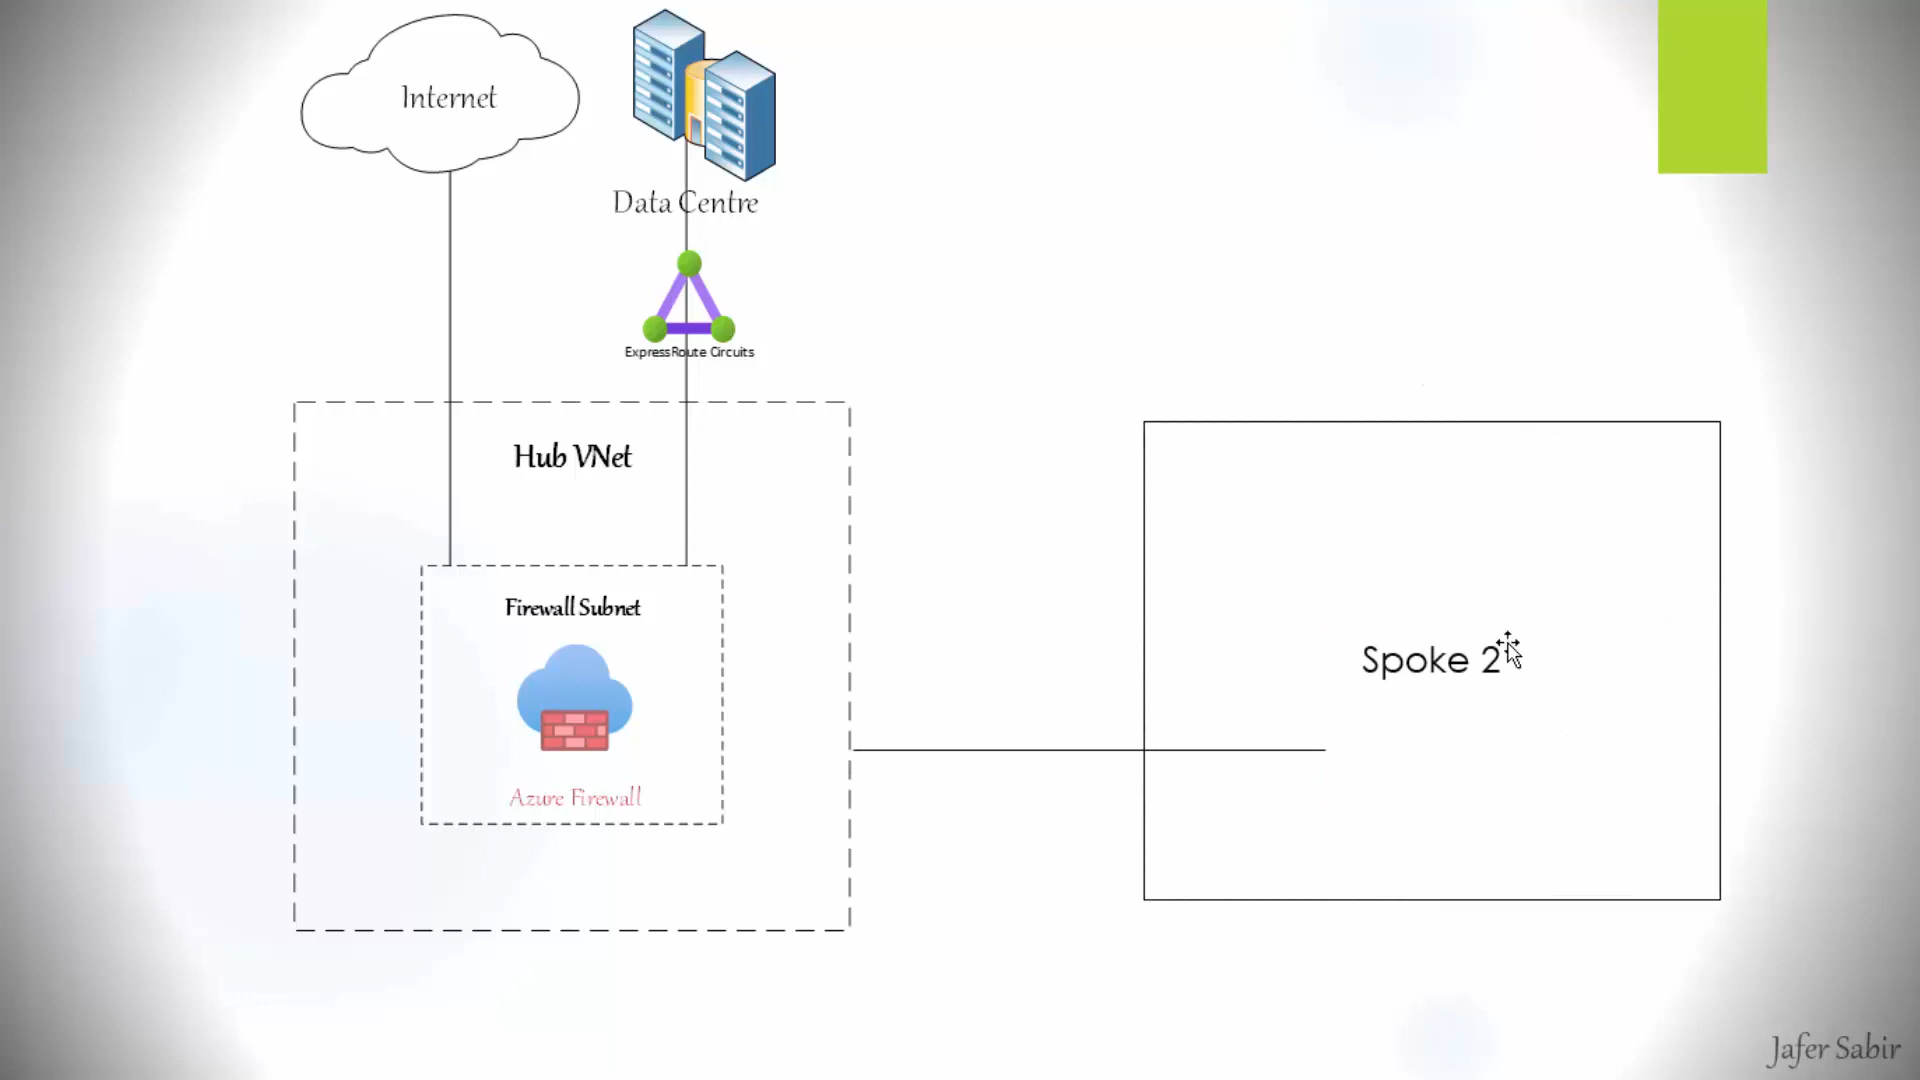 Internet
Data Centre
ExpressRoute Circuits
Hub VNet
Firewall Subnet
Azure Firewall
Spoke 2
Jafer Sabir